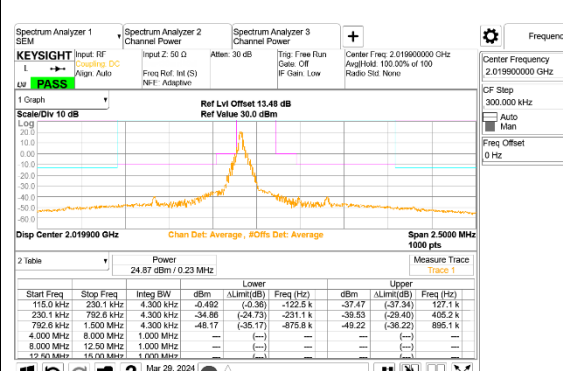 Spectrum Analyzer 1
SEM
Spectrum Analyzer 2
Channel Power
Spectrum Analyzer 3
Channel Power
+
Frequenc
KEYSIGHT
L
LXI
PASS
Input: RF
Coupling: DC
Align: Auto
Input Z: 50 Ω
Freq Ref: Int (S)
NFE: Adaptive
Atten: 30 dB
Trig: Free Run
Gate: Off
IF Gain: Low
Center Freq: 2.019900000 GHz
Avg|Hold: 100.00% of 100
Radio Std: None
Center Frequency
2.019900000 GHz
CF Step
300.000 kHz
Auto
Man
Freq Offset
0 Hz
1 Graph
Scale/Div 10 dB
Ref Lvl Offset 13.48 dB
Ref Value 30.0 dBm
Log
20.0
10.0
0.00
-10.0
-20.0
-30.0
-40.0
-50.0
-60.0
Disp Center 2.019900 GHz
Chan Det: Average , #Offs Det: Average
Span 2.5000 MHz
1000 pts
2 Table
Power
24.87 dBm / 0.23 MHz
Measure Trace
Trace 1
Lower Upper
Start Freq Stop Freq Integ BW dBm ΔLimit(dB) Freq (Hz) dBm ΔLimit(dB) Freq (Hz)
115.0 kHz 230.1 kHz 4.300 kHz -0.492 (-0.36) -122.5 k -37.47 (-37.34) 127.1 k
230.1 kHz 792.6 kHz 4.300 kHz -34.86 (-24.73) -231.1 k -39.53 (-29.40) 405.2 k
792.6 kHz 1.500 MHz 4.300 kHz -48.17 (-35.17) -875.8 k -49.22 (-36.22) 895.1 k
4.000 MHz 8.000 MHz 1.000 MHz --- (---) --- (---)
8.000 MHz 12.50 MHz 1.000 MHz --- (---) --- (---)
12.50 MHz 15.00 MHz 1.000 MHz --- (---) --- (---)
?
Mar 29, 2024